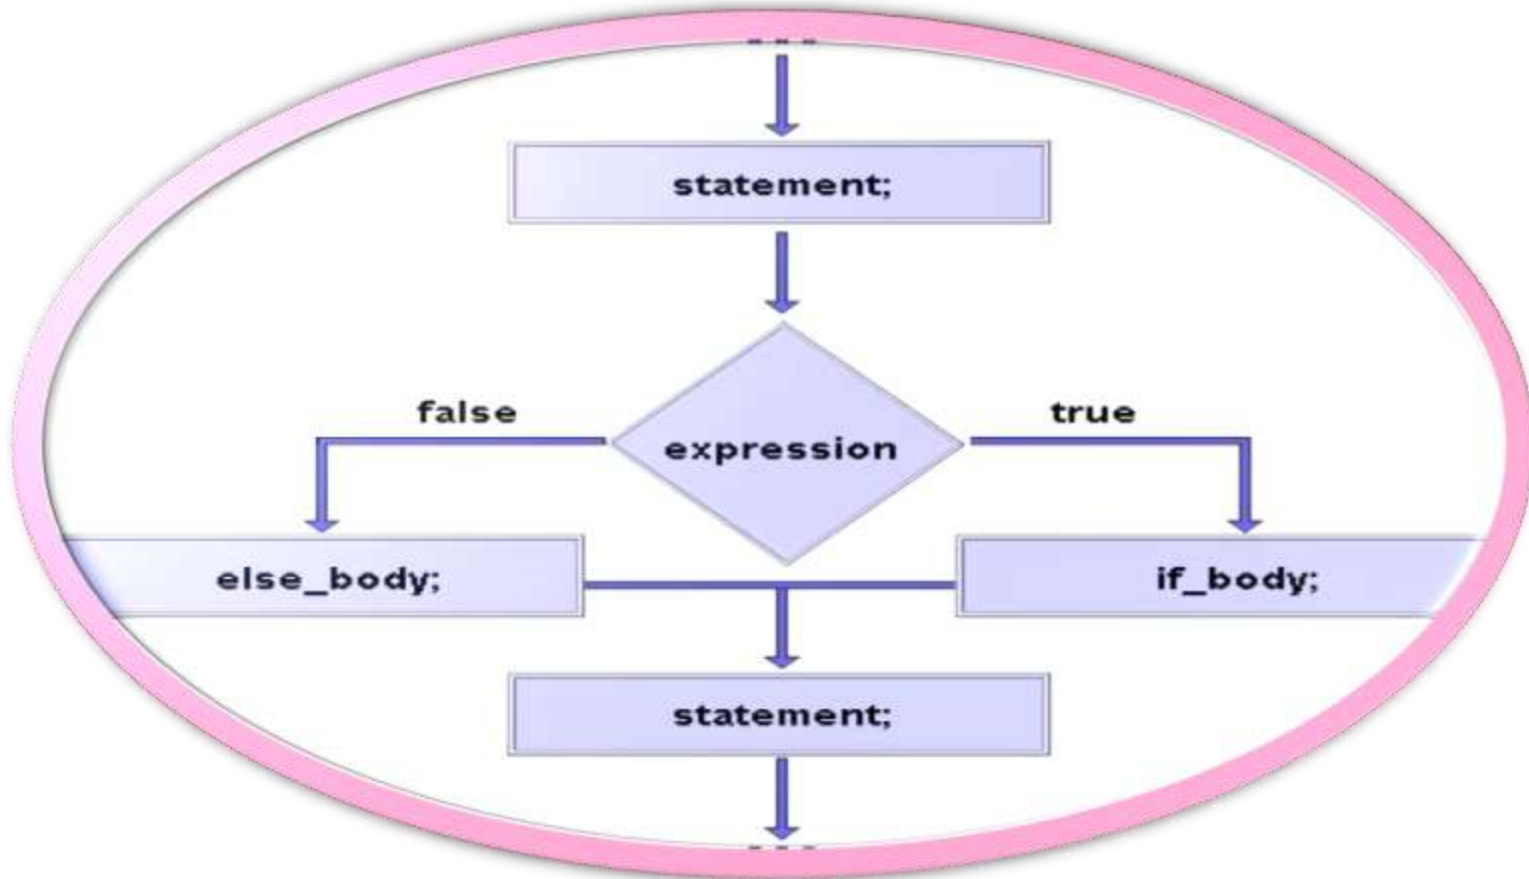 statement;
false
true
expression
else_body;
if_body;
statement;